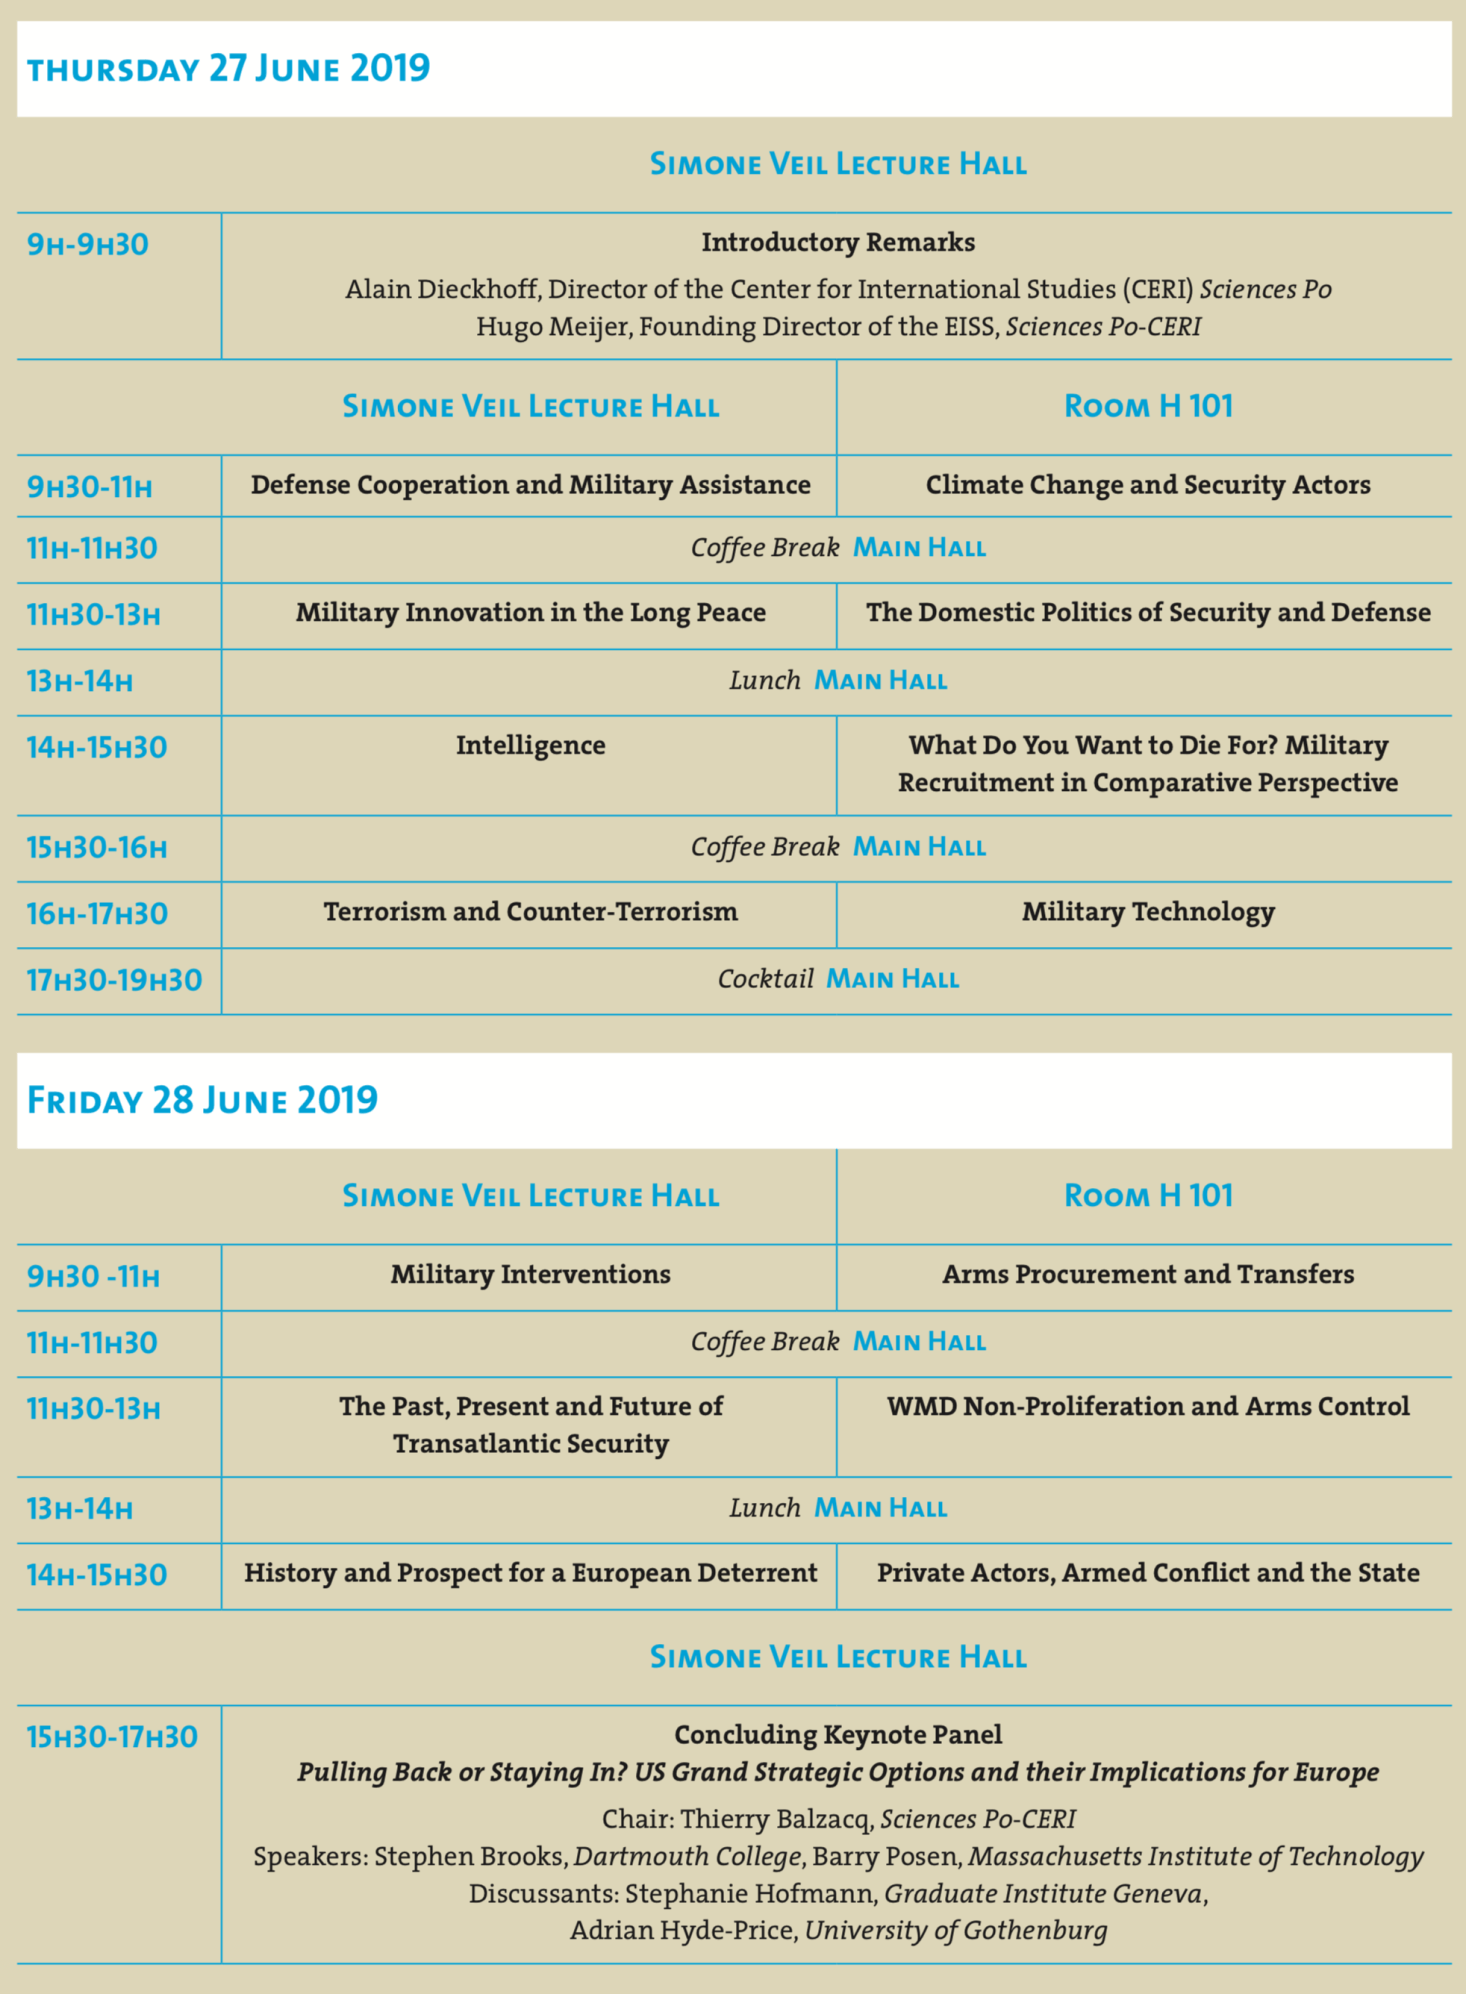 THURSDAY 27 JUNE 2019
SIMONE VEIL LECTURE HALL
9H-9H30
Introductory Remarks
Alain Dieckhoff, Director of the Center for International Studies (CERI) Sciences Po
Hugo Meijer, Founding Director of the EISS, Sciences Po-CERI
SIMONE VEIL LECTURE HALL
ROOM H 101
9H30-11H
Defense Cooperation and Military Assistance
Climate Change and Security Actors
11H-11H30
Coffee Break MAIN HALL
11H30-13H
Military Innovation in the Long Peace
The Domestic Politics of Security and Defense
13H-14H
Lunch MAIN HALL
14H-15H30
Intelligence
What Do You Want to Die For? Military
Recruitment in Comparative Perspective
15H30-16H
Coffee Break MAIN HALL
16H-17H30
Terrorism and Counter-Terrorism
Military Technology
17H30-19H30
Cocktail MAIN HALL
FRIDAY 28 JUNE 2019
SIMONE VEIL LECTURE HALL
ROOM H 101
9H30 -11H
Military Interventions
Arms Procurement and Transfers
11H-11H30
Coffee Break MAIN HALL
11H30-13H
The Past, Present and Future of
Transatlantic Security
WMD Non-Proliferation and Arms Control
13H-14H
Lunch MAIN HALL
14H-15H30
History and Prospect for a European Deterrent
Private Actors, Armed Conflict and the State
SIMONE VEIL LECTURE HALL
15H30-17H30
Concluding Keynote Panel
Pulling Back or Staying In? US Grand Strategic Options and their Implications for Europe
Chair: Thierry Balzacq, Sciences Po-CERI
Speakers: Stephen Brooks, Dartmouth College, Barry Posen, Massachusetts Institute of Technology
Discussants: Stephanie Hofmann, Graduate Institute Geneva,
Adrian Hyde-Price, University of Gothenburg